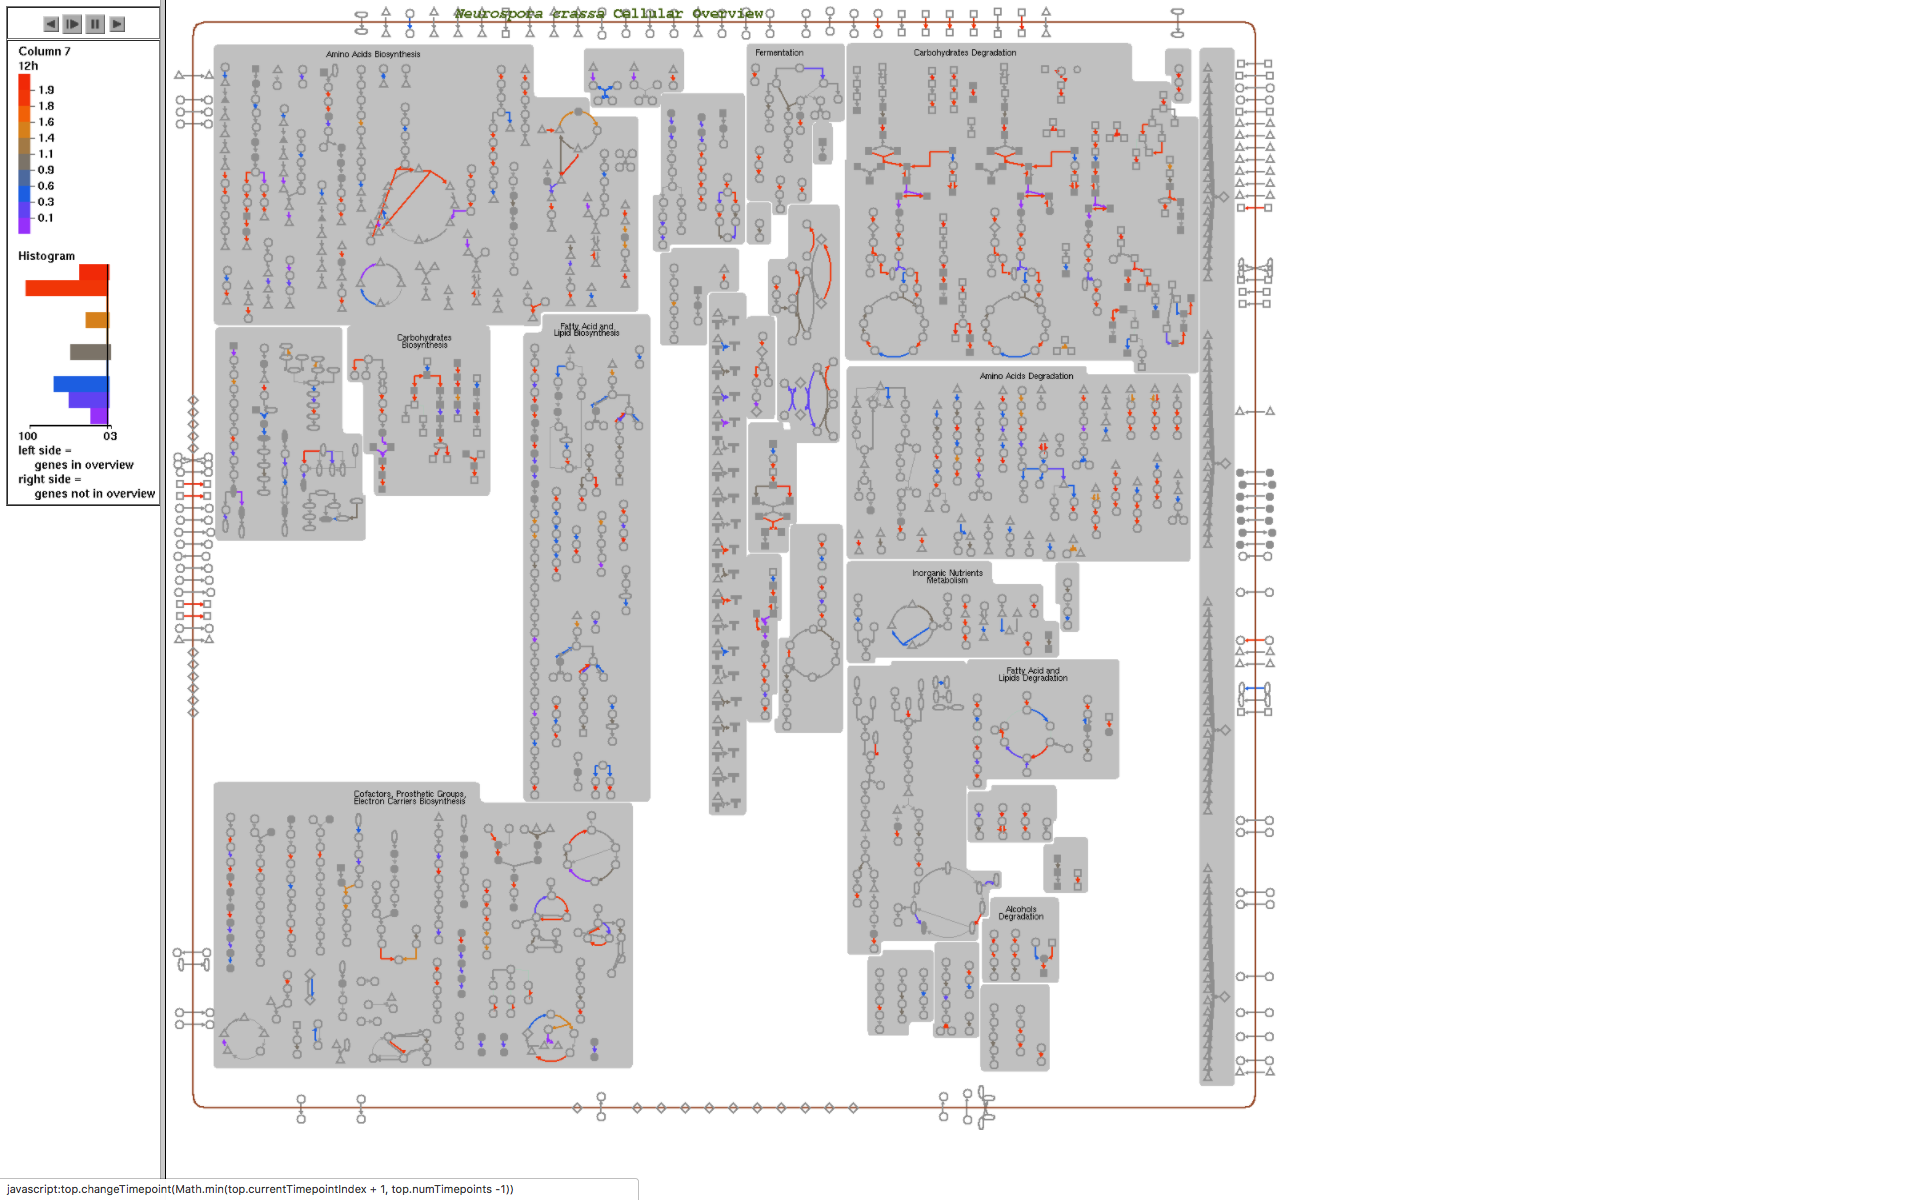 Neurospora crassa Cellular Overview
Column 7
12h
1.9
1.8
1.6
1.4
1.1
0.9
0.6
0.3
0.1
Histogram
100 03
left side =
genes in overview
right side =
genes not in overview
Amino Acids Biosynthesis
Fermentation
Carbohydrates Degradation
Carbohydrates
Biosynthesis
Fatty Acid and
Lipid Biosynthesis
Amino Acids Degradation
Inorganic Nutrients
Metabolism
Fatty Acid and
Lipids Degradation
Cofactors, Prosthetic Groups,
Electron Carriers Biosynthesis
Alcohols
Degradation
javascript:top.changeTimepoint(Math.min(top.currentTimepointIndex + 1, top.numTimepoints -1))